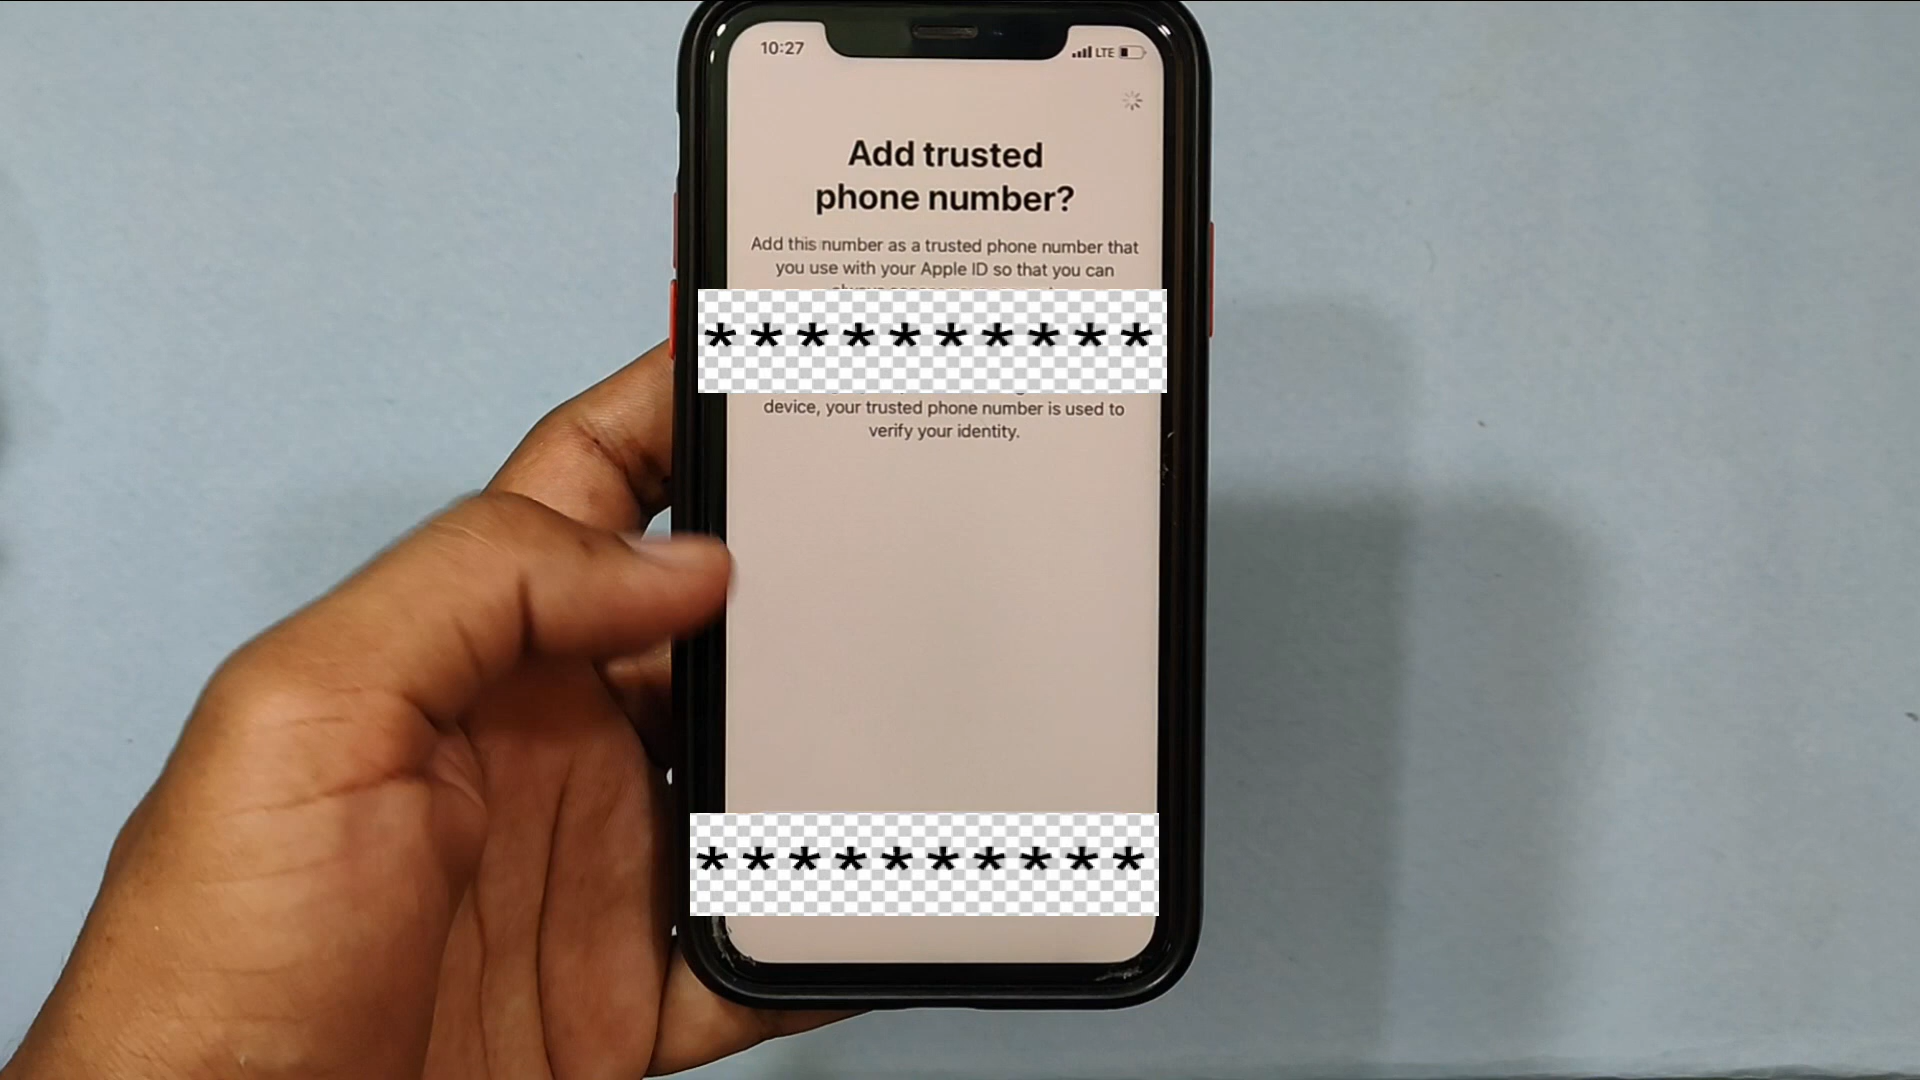 10:27
LTE
Add trusted
phone number?
Add this number as a trusted phone number that
you use with your Apple ID so that you can
**********
device, your trusted phone number is used to
verify your identity.
**********